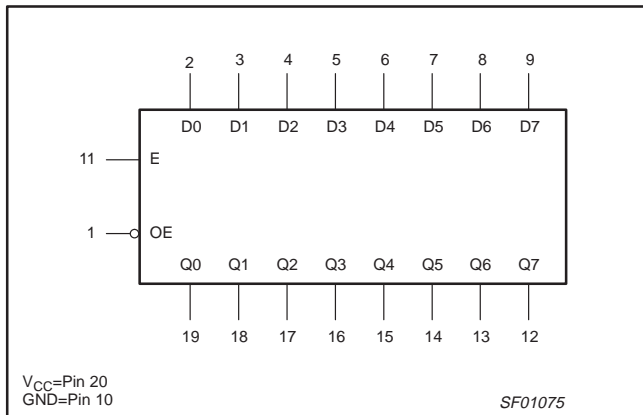 2 3 4 5 6 7 8 9
D0 D1 D2 D3 D4 D5 D6 D7
11 E
1 OE
Q0 Q1 Q2 Q3 Q4 Q5 Q6 Q7
19 18 17 16 15 14 13 12
VCC=Pin 20
GND=Pin 10
SF01075